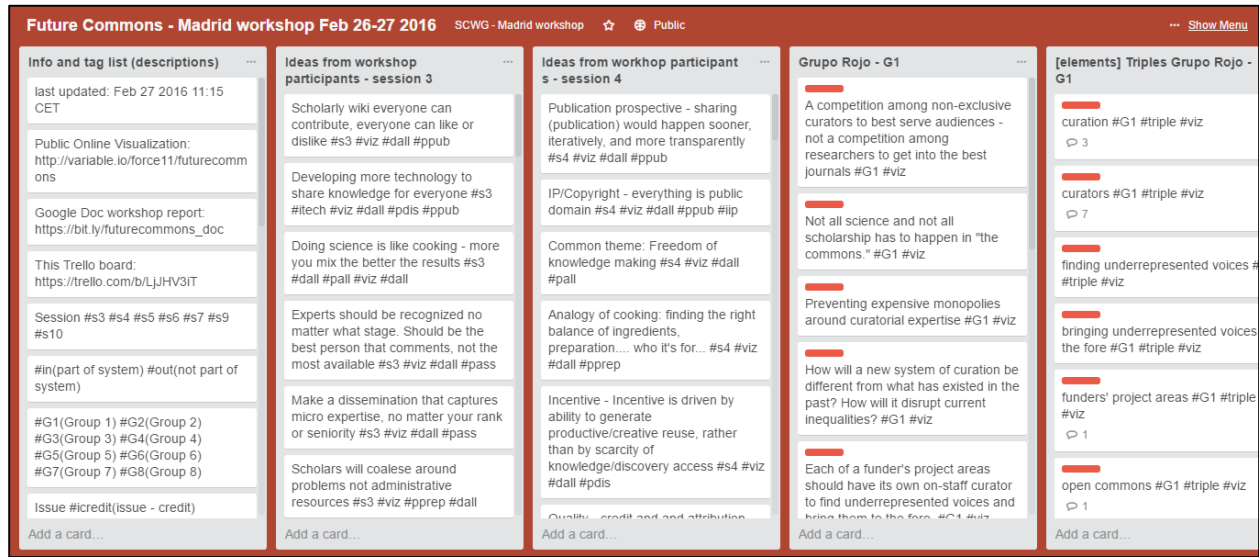 Future Commons - Madrid workshop Feb 26-27 2016 SCWG - Madrid workshop Public ··· Show Menu
Info and tag list (descriptions) ···
last updated: Feb 27 2016 11:15
CET
Public Online Visualization:
http://variable.io/force11/futurecomm
ons
Google Doc workshop report:
https://bit.ly/futurecommons_doc
This Trello board:
https://trello.com/b/LjJHV3iT
Session #s3 #s4 #s5 #s6 #s7 #s9
#s10
#in(part of system) #out(not part of
system)
#G1(Group 1) #G2(Group 2)
#G3(Group 3) #G4(Group 4)
#G5(Group 5) #G6(Group 6)
#G7(Group 7) #G8(Group 8)
Issue #icredit(issue - credit)
Add a card...
Ideas from workshop ···
participants - session 3
Scholarly wiki everyone can
contribute, everyone can like or
dislike #s3 #viz #dall #ppub
Developing more technology to
share knowledge for everyone #s3
#itech #viz #dall #pdis #ppub
Doing science is like cooking - more
you mix the better the results #s3
#dall #pall #viz #dall
Experts should be recognized no
matter what stage. Should be the
best person that comments, not the
most available #s3 #viz #dall #pass
Make a dissemination that captures
micro expertise, no matter your rank
or seniority #s3 #viz #dall #pass
Scholars will coalese around
problems not administrative
resources #s3 #viz #pprep #dall
Add a card...
Ideas from workhop participant ···
s - session 4
Publication prospective - sharing
(publication) would happen sooner,
iteratively, and more transparently
#s4 #viz #dall #ppub
IP/Copyright - everything is public
domain #s4 #viz #dall #ppub #iip
Common theme: Freedom of
knowledge making #s4 #viz #dall
#pall
Analogy of cooking: finding the right
balance of ingredients,
preparation.... who it's for... #s4 #viz
#dall #pprep
Incentive - Incentive is driven by
ability to generate
productive/creative reuse, rather
than by scarcity of
knowledge/discovery access #s4 #viz
#dall #pdis
Quality - credit and and attribution
Add a card...
Grupo Rojo - G1 ···
A competition among non-exclusive
curators to best serve audiences -
not a competition among
researchers to get into the best
journals #G1 #viz
Not all science and not all
scholarship has to happen in "the
commons." #G1 #viz
Preventing expensive monopolies
around curatorial expertise #G1 #viz
How will a new system of curation be
different from what has existed in the
past? How will it disrupt current
inequalities? #G1 #viz
Each of a funder's project areas
should have its own on-staff curator
to find underrepresented voices and
bring them to the fore. #G1 #viz
Add a card...
[elements] Triples Grupo Rojo -
G1
curation #G1 #triple #viz
3
curators #G1 #triple #viz
7
finding underrepresented voices #
#triple #viz
bringing underrepresented voices
the fore #G1 #triple #viz
funders' project areas #G1 #triple
#viz
1
open commons #G1 #triple #viz
1
Add a card...